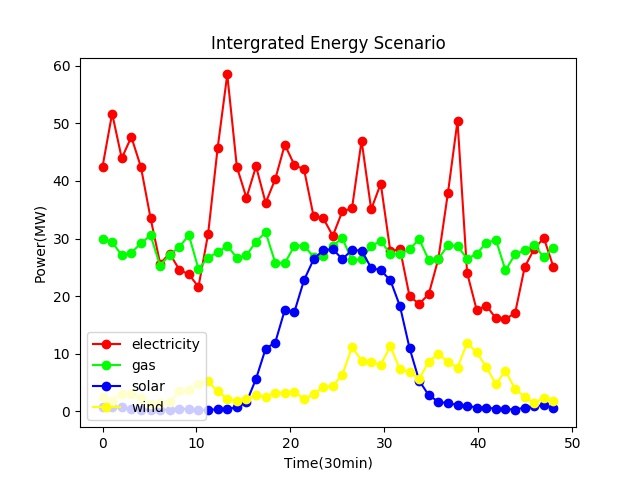 Intergrated Energy Scenario
Power(MW)
60
50
40
30
20
10
0
electricity
gas
solar
wind
0 10 20 30 40 50
Time(30min)